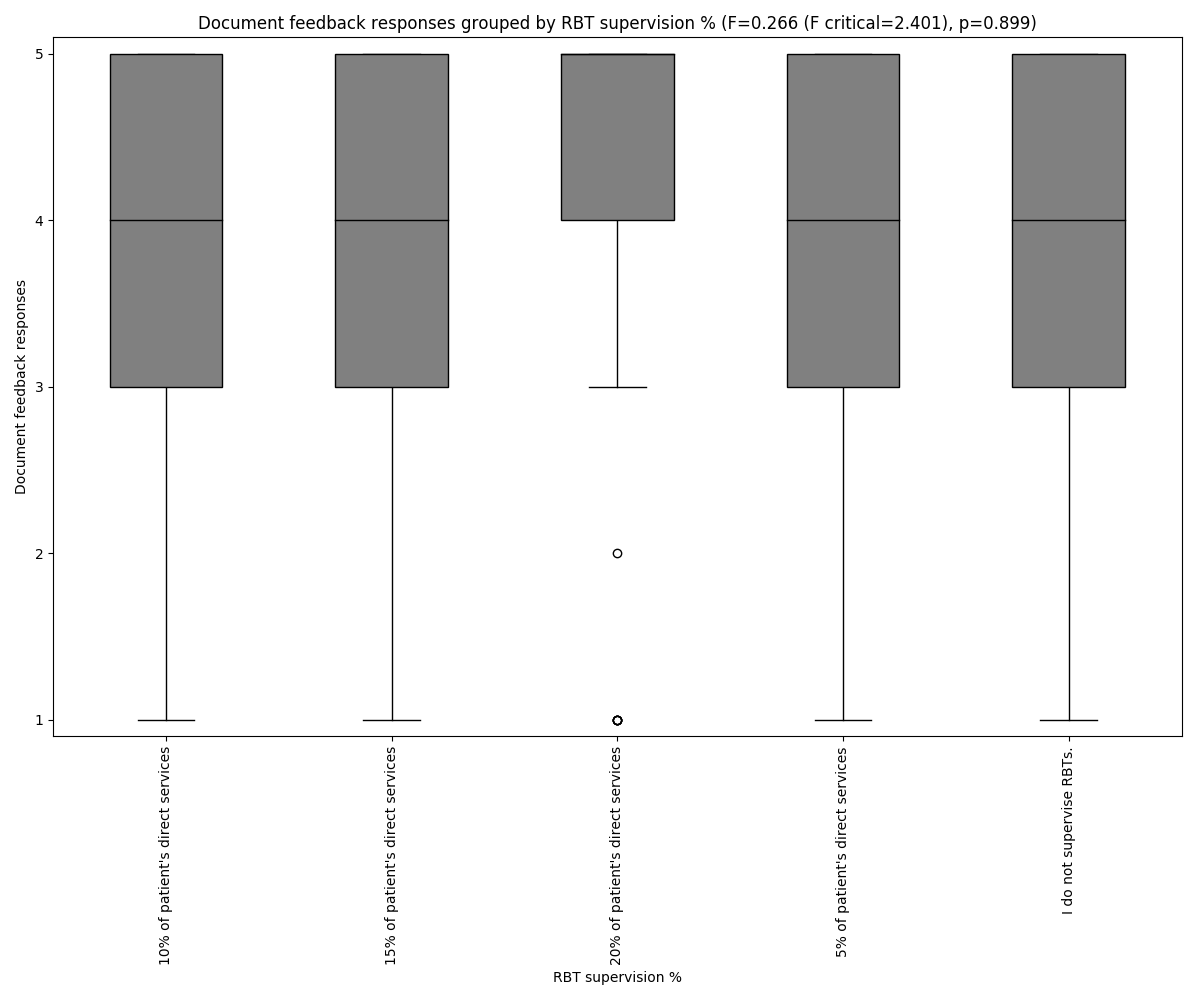 Document feedback responses grouped by RBT supervision % (F=0.266 (F critical=2.401), p=0.899)
Document feedback responses
5
4
3
2
1
10% of patient's direct services
15% of patient's direct services
20% of patient's direct services
5% of patient's direct services
I do not supervise RBTs.
RBT supervision %